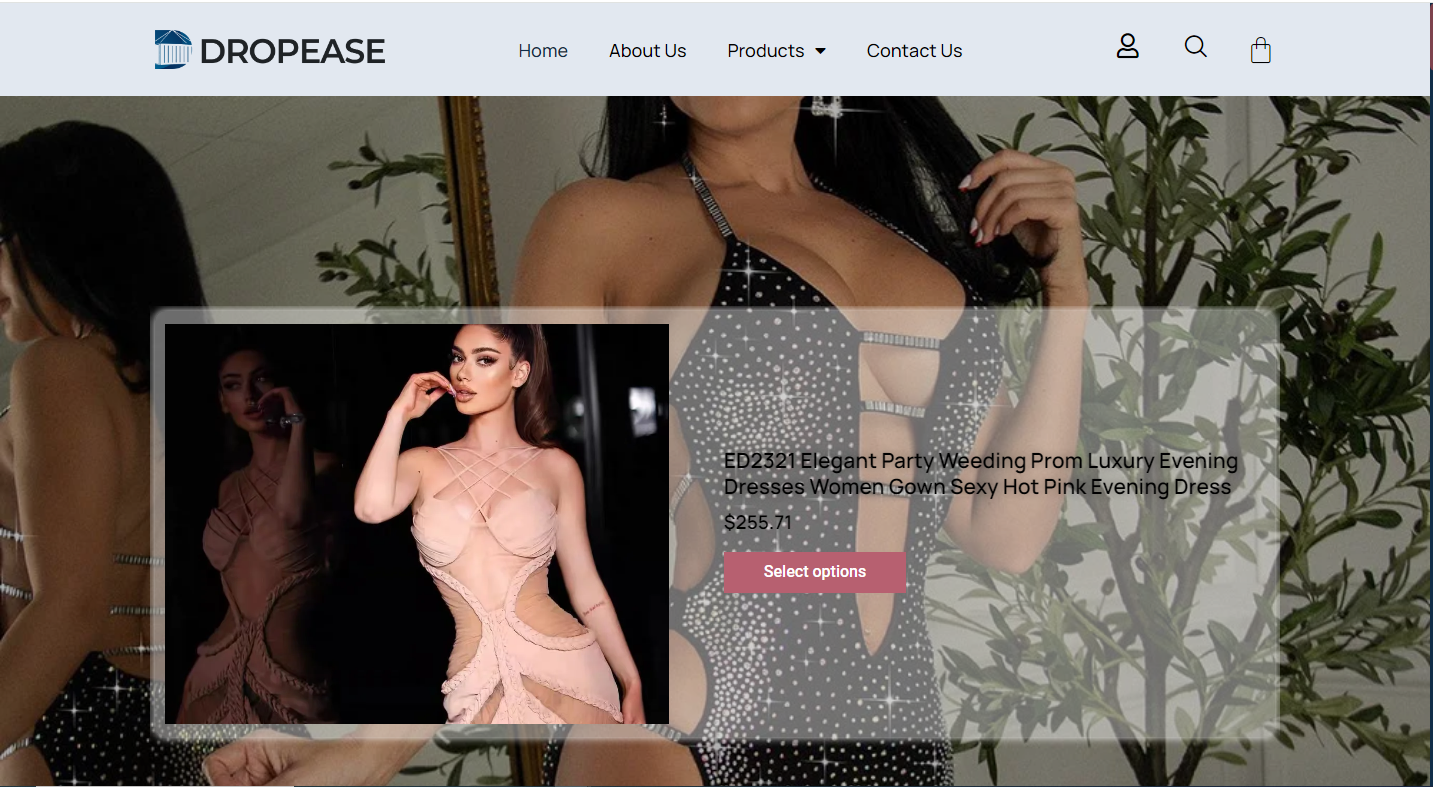 DROPEASE
Home
About Us
Products
Contact Us
ED2321 Elegant Party Weeding Prom Luxury Evening
Dresses Women Gown Sexy Hot Pink Evening Dress
$255.71
Select options